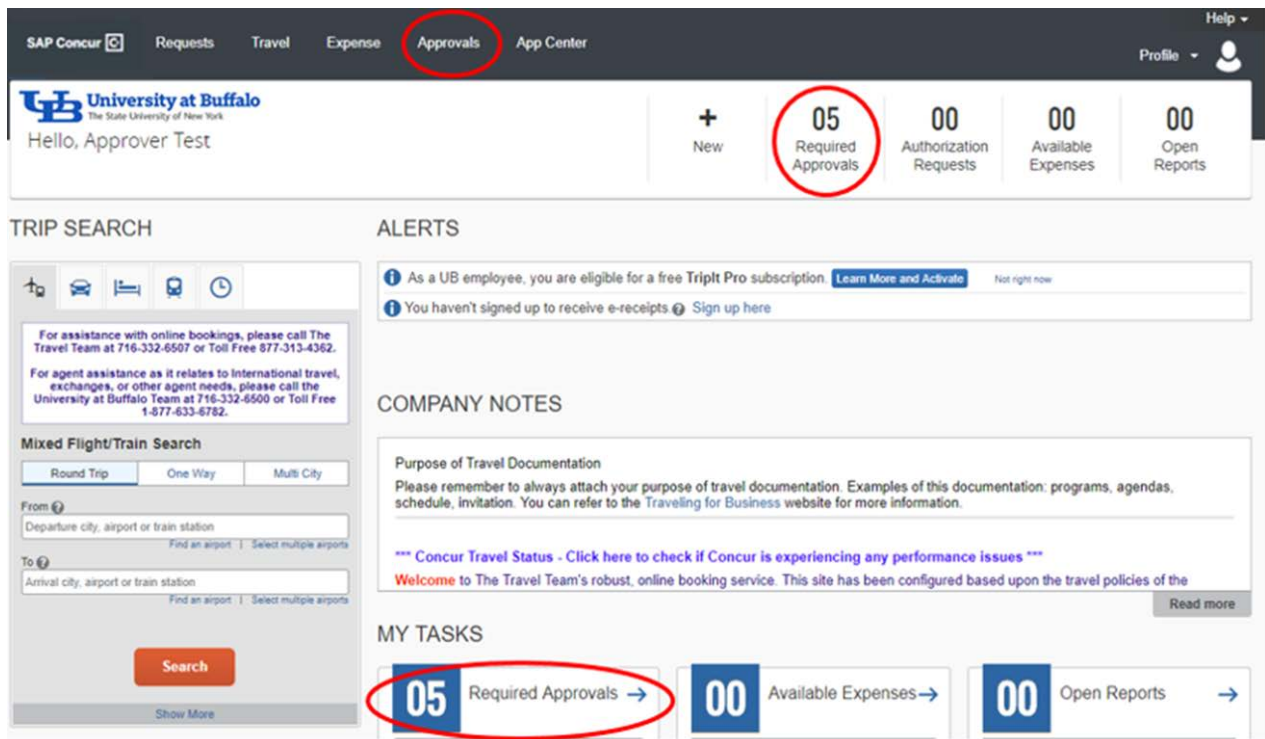 Help
SAP Concur C Requests Travel Expense Approvals App Center
Profile
UB University at Buffalo
The State University of New York
Hello, Approver Test
+ 05 00 00 00
New Required Authorization Available Open
Approvals Requests Expenses Reports
TRIP SEARCH
For assistance with online bookings, please call The
Travel Team at 716-332-6507 or Toll Free 877-313-4362.
For agent assistance as it relates to International travel,
exchanges, or other agent needs, please call the
University at Buffalo Team at 716-332-6500 or Toll Free
1-877-633-6782.
Mixed Flight/Train Search
Round Trip One Way Multi City
From ?
Departure city, airport or train station
Find an airport | Select multiple airports
To ?
Arrival city, airport or train station
Find an airport | Select multiple airports
Search
Show More
ALERTS
As a UB employee, you are eligible for a free TripIt Pro subscription. Learn More and Activate Not right now
You haven't signed up to receive e-receipts. ? Sign up here
COMPANY NOTES
Purpose of Travel Documentation
Please remember to always attach your purpose of travel documentation. Examples of this documentation: programs, agendas,
schedule, invitation. You can refer to the Traveling for Business website for more information.
*** Concur Travel Status - Click here to check if Concur is experiencing any performance issues ***
Welcome to The Travel Team's robust, online booking service. This site has been configured based upon the travel policies of the
Read more
MY TASKS
05 Required Approvals → 00 Available Expenses → 00 Open Reports →